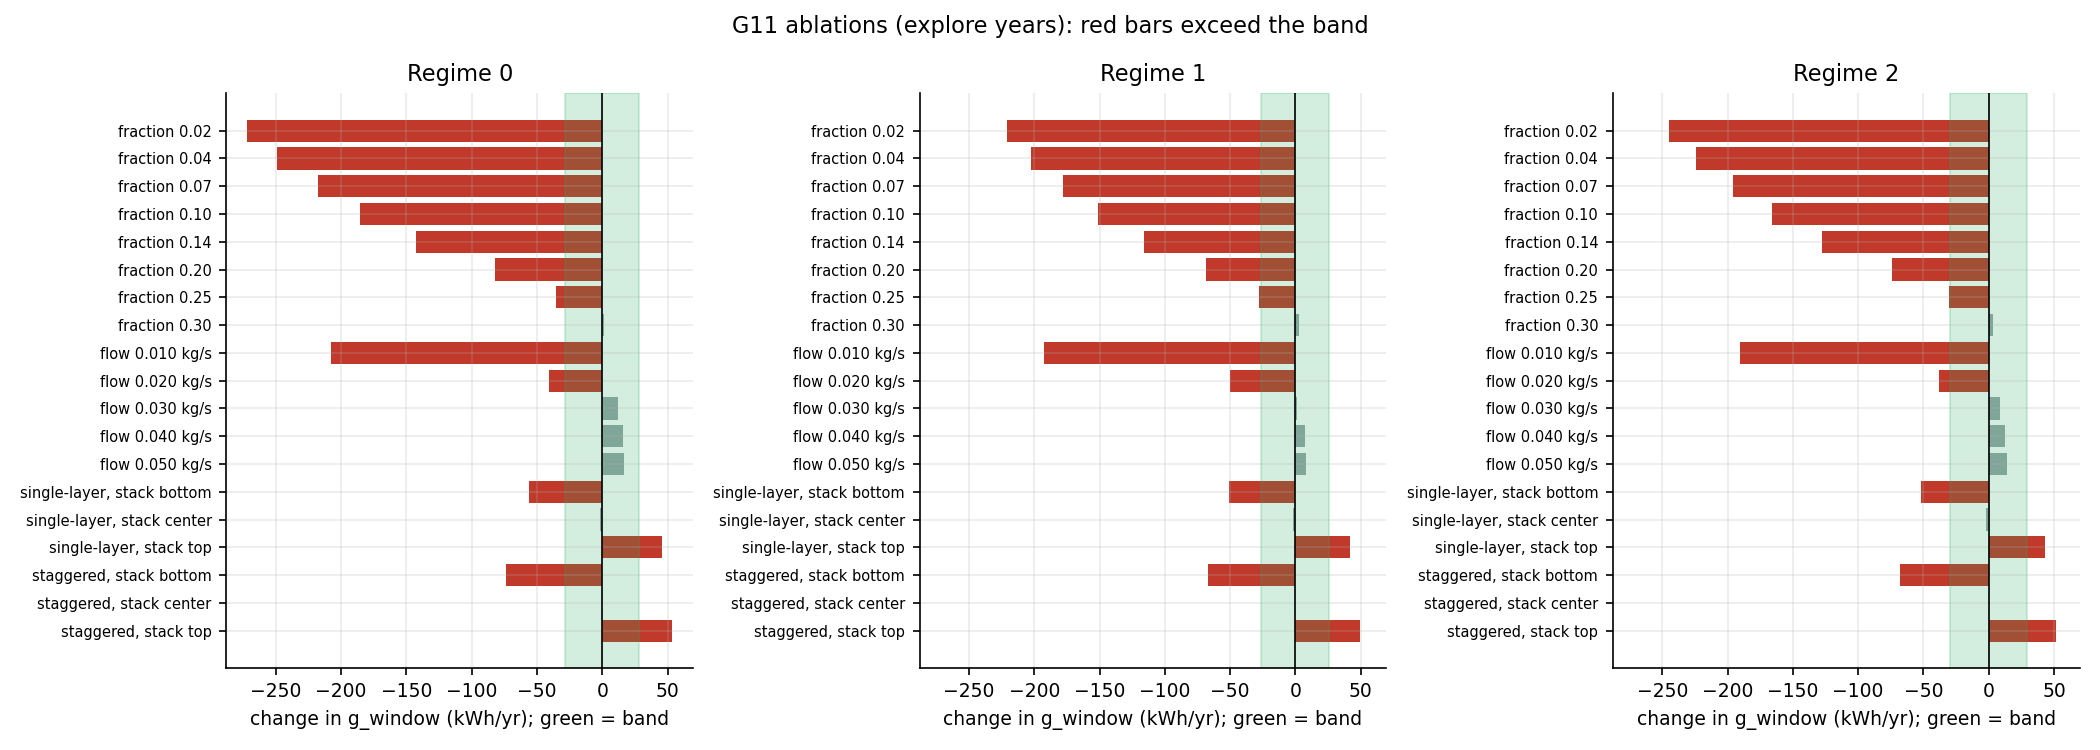 G11 ablations (explore years): red bars exceed the band
Regime 0
fraction 0.02
fraction 0.04
fraction 0.07
fraction 0.10
fraction 0.14
fraction 0.20
fraction 0.25
fraction 0.30
flow 0.010 kg/s
flow 0.020 kg/s
flow 0.030 kg/s
flow 0.040 kg/s
flow 0.050 kg/s
single-layer, stack bottom
single-layer, stack center
single-layer, stack top
staggered, stack bottom
staggered, stack center
staggered, stack top
−250 −200 −150 −100 −50 0 50
change in g_window (kWh/yr); green = band
Regime 1
fraction 0.02
fraction 0.04
fraction 0.07
fraction 0.10
fraction 0.14
fraction 0.20
fraction 0.25
fraction 0.30
flow 0.010 kg/s
flow 0.020 kg/s
flow 0.030 kg/s
flow 0.040 kg/s
flow 0.050 kg/s
single-layer, stack bottom
single-layer, stack center
single-layer, stack top
staggered, stack bottom
staggered, stack center
staggered, stack top
−250 −200 −150 −100 −50 0 50
change in g_window (kWh/yr); green = band
Regime 2
fraction 0.02
fraction 0.04
fraction 0.07
fraction 0.10
fraction 0.14
fraction 0.20
fraction 0.25
fraction 0.30
flow 0.010 kg/s
flow 0.020 kg/s
flow 0.030 kg/s
flow 0.040 kg/s
flow 0.050 kg/s
single-layer, stack bottom
single-layer, stack center
single-layer, stack top
staggered, stack bottom
staggered, stack center
staggered, stack top
−250 −200 −150 −100 −50 0 50
change in g_window (kWh/yr); green = band